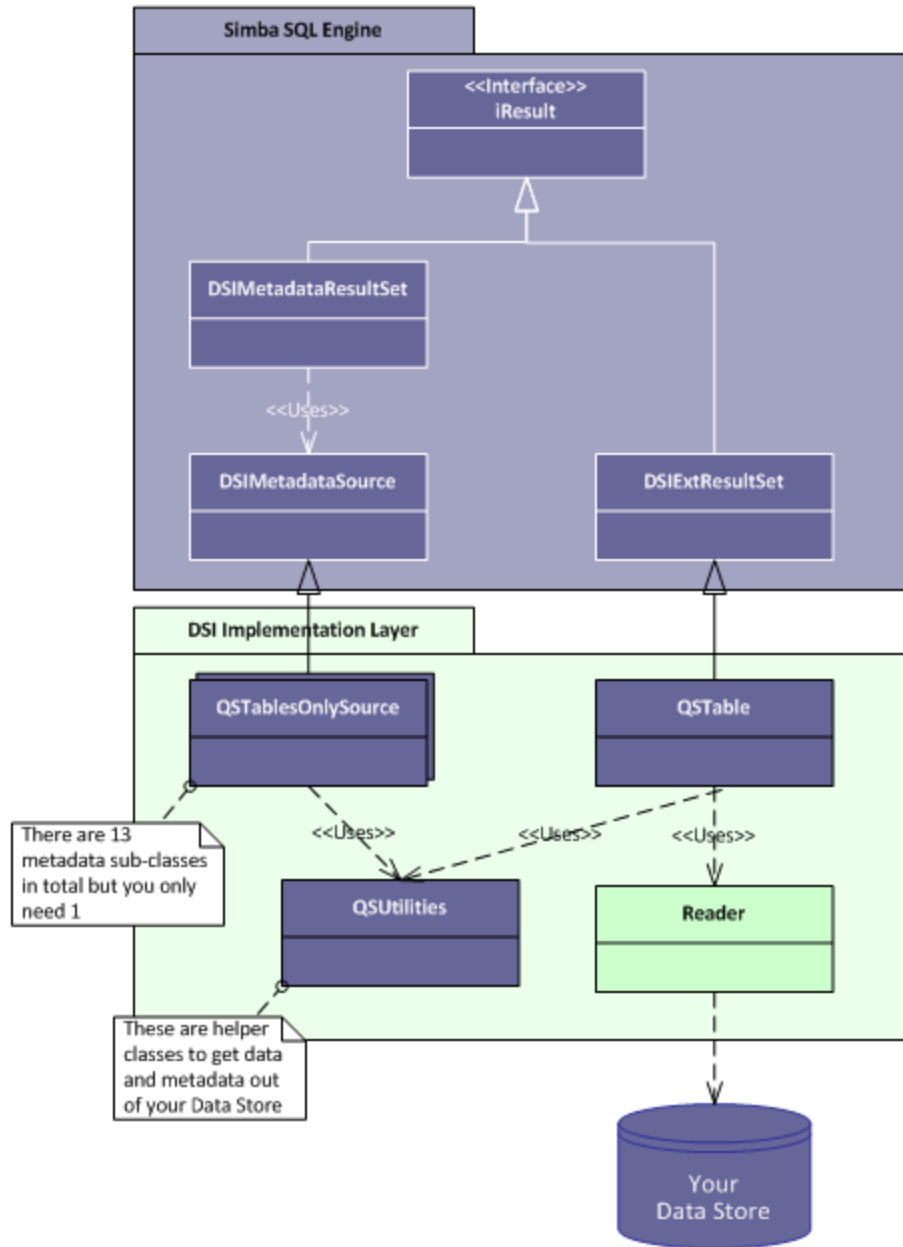 Simba SQL Engine
<<Interface>>
iResult
DSIMetadataResultSet
<<Uses>>
DSIMetadataSource
DSIExtResultSet
DSI Implementation Layer
QSTablesOnlySource
QSTable
There are 13
metadata sub-classes
in total but you only
need 1
<<Uses>>
<<Uses>>
<<Uses>>
QSUtilities
Reader
These are helper
classes to get data
and metadata out
of your Data Store
Your
Data Store